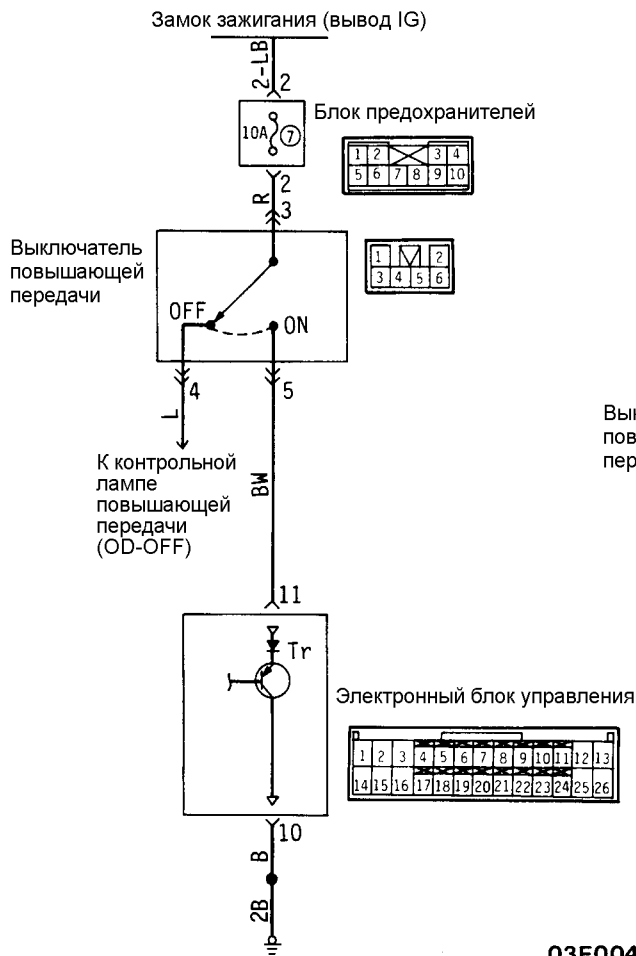 Замок зажигания (вывод IG)
2-LB
2
Блок предохранителей
10A
7
1 2 3 4
5 6 7 8 9 10
2
R
3
Выключатель
повышающей
передачи
1 2
3 4 5 6
OFF
ON
4
5
L
Вык
пов
пер
К контрольной
лампе
повышающей
передачи
(OD-OFF)
BW
11
Tr
Электронный блок управления
1 2 3 4 5 6 7 8 9 10 11 12 13
14 15 16 17 18 19 20 21 22 23 24 25 26
10
B
2B
03F004